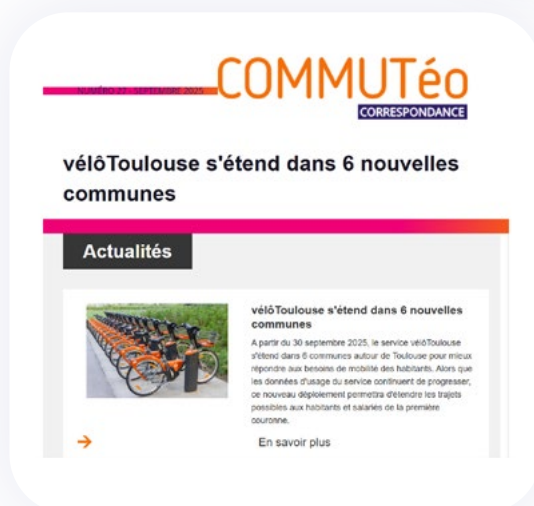 NUMÉRO 27 - SEPTEMBRE 2025
COMMUTéo
CORRESPONDANCE
vélôToulouse s'étend dans 6 nouvelles
communes
Actualités
vélôToulouse s'étend dans 6 nouvelles
communes
A partir du 30 septembre 2025, le service vélôToulouse
s'étend dans 6 communes autour de Toulouse pour mieux
répondre aux besoins de mobilité des habitants. Alors que
les données d'usage du service continuent de progresser,
ce nouveau déploiement permettra d'étendre les trajets
possibles aux habitants et salariés de la première
couronne.
En savoir plus